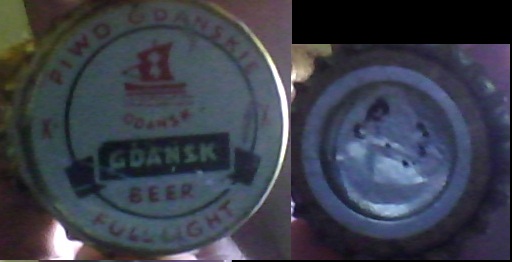 PIWO GDAŃSKIE
GDAŃSK
GDAŃSK
BEER
FULL LIGHT